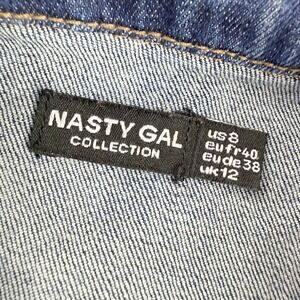 NASTY GAL
COLLECTION
us 8
eu fr 40
eu de 38
uk 12